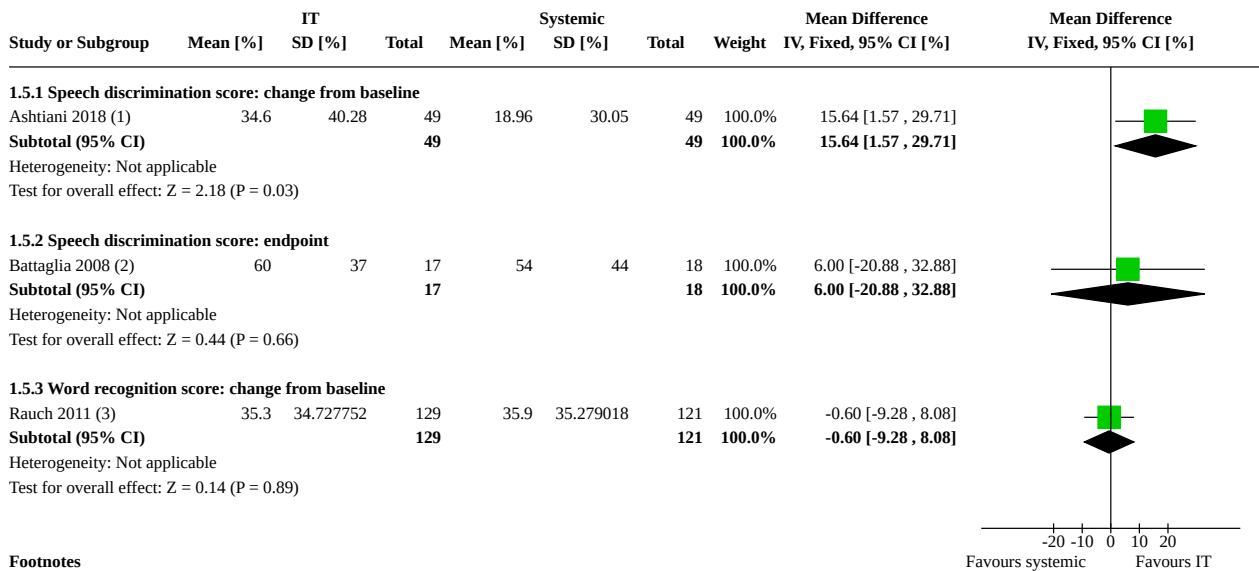 IT Systemic Mean Difference Mean Difference
Study or Subgroup Mean [%] SD [%] Total Mean [%] SD [%] Total Weight IV, Fixed, 95% CI [%] IV, Fixed, 95% CI [%]
1.5.1 Speech discrimination score: change from baseline
Ashtiani 2018 (1) 34.6 40.28 49 18.96 30.05 49 100.0% 15.64 [1.57 , 29.71]
Subtotal (95% CI) 49 49 100.0% 15.64 [1.57 , 29.71]
Heterogeneity: Not applicable
Test for overall effect: Z = 2.18 (P = 0.03)
1.5.2 Speech discrimination score: endpoint
Battaglia 2008 (2) 60 37 17 54 44 18 100.0% 6.00 [-20.88 , 32.88]
Subtotal (95% CI) 17 18 100.0% 6.00 [-20.88 , 32.88]
Heterogeneity: Not applicable
Test for overall effect: Z = 0.44 (P = 0.66)
1.5.3 Word recognition score: change from baseline
Rauch 2011 (3) 35.3 34.727752 129 35.9 35.279018 121 100.0% -0.60 [-9.28 , 8.08]
Subtotal (95% CI) 129 121 100.0% -0.60 [-9.28 , 8.08]
Heterogeneity: Not applicable
Test for overall effect: Z = 0.14 (P = 0.89)
-20 -10 0 10 20
Footnotes Favours systemic Favours IT